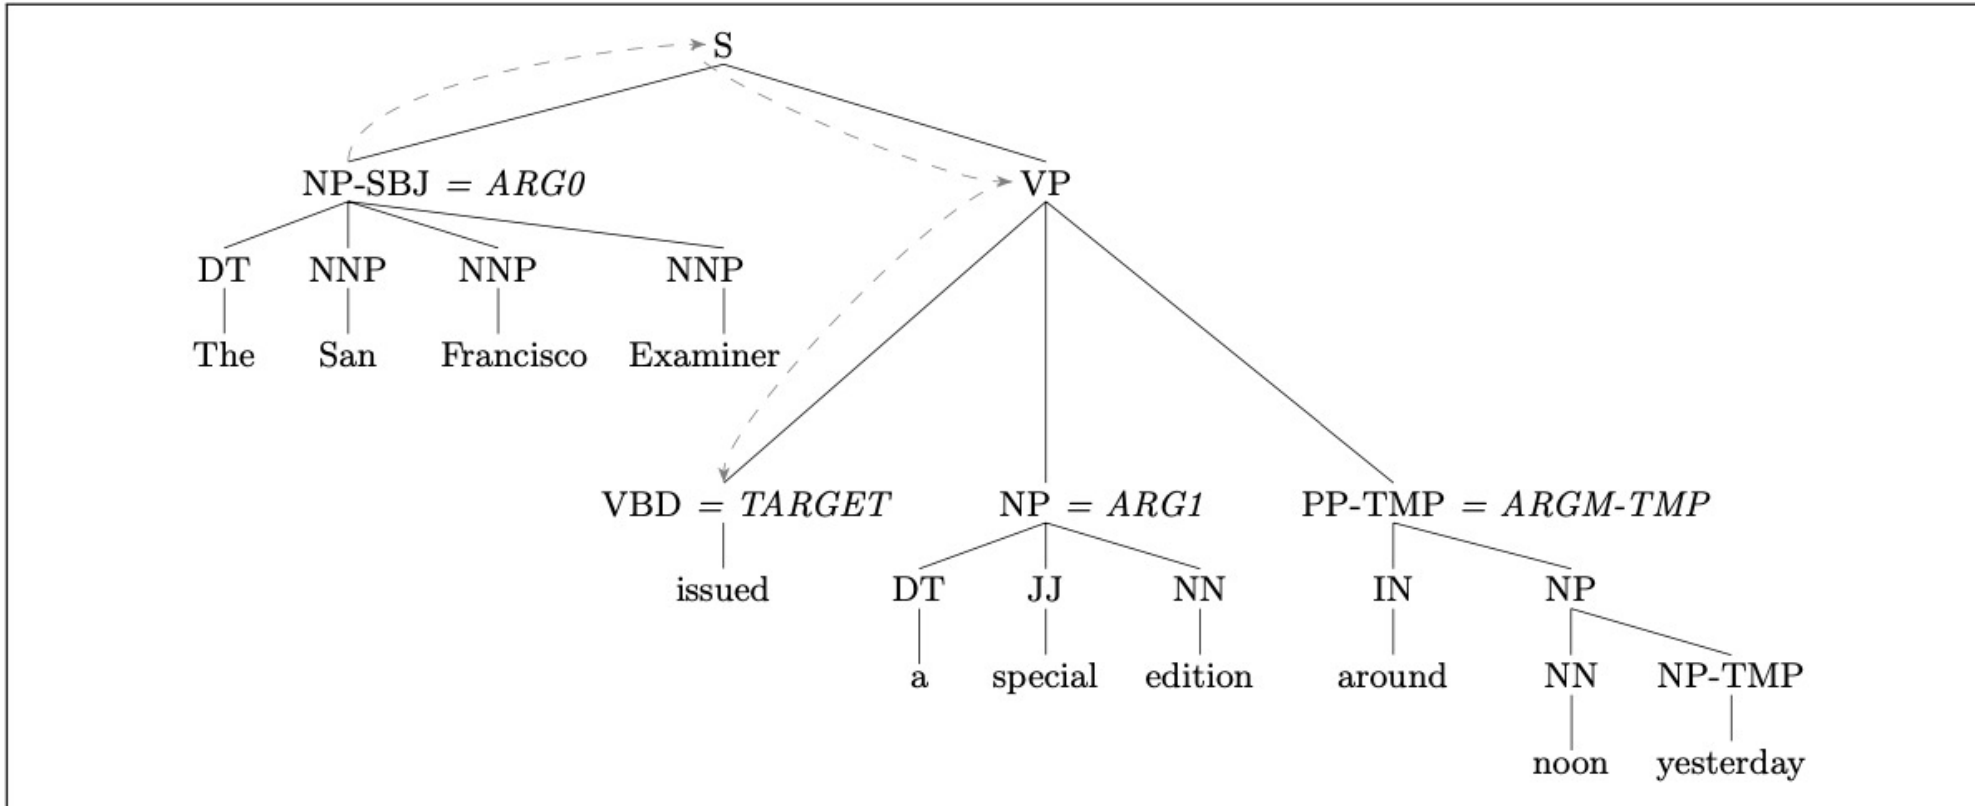 S
NP-SBJ = ARG0 VP
DT NNP NNP NNP
The San Francisco Examiner
VBD = TARGET NP = ARG1 PP-TMP = ARGM-TMP
issued DT JJ NN IN NP
a special edition around NN NP-TMP
noon yesterday